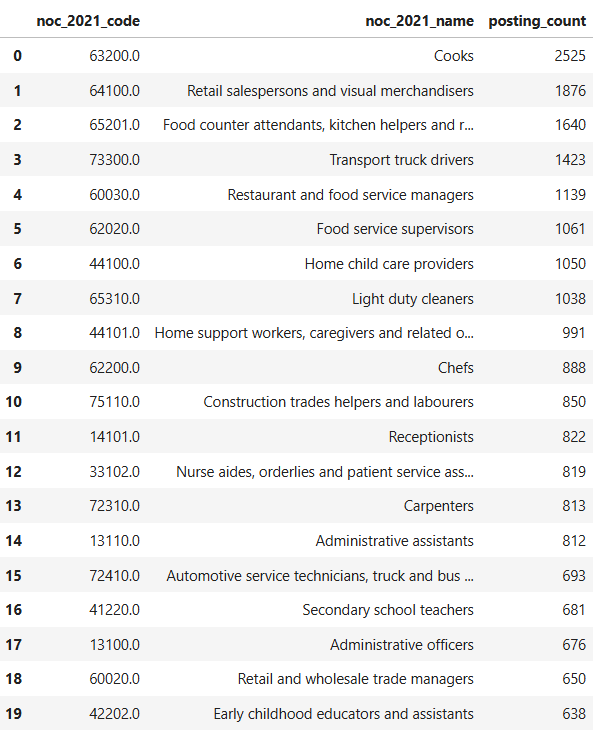 noc_2021_code noc_2021_name posting_count
0 63200.0 Cooks 2525
1 64100.0 Retail salespersons and visual merchandisers 1876
2 65201.0 Food counter attendants, kitchen helpers and r... 1640
3 73300.0 Transport truck drivers 1423
4 60030.0 Restaurant and food service managers 1139
5 62020.0 Food service supervisors 1061
6 44100.0 Home child care providers 1050
7 65310.0 Light duty cleaners 1038
8 44101.0 Home support workers, caregivers and related o... 991
9 62200.0 Chefs 888
10 75110.0 Construction trades helpers and labourers 850
11 14101.0 Receptionists 822
12 33102.0 Nurse aides, orderlies and patient service ass... 819
13 72310.0 Carpenters 813
14 13110.0 Administrative assistants 812
15 72410.0 Automotive service technicians, truck and bus ... 693
16 41220.0 Secondary school teachers 681
17 13100.0 Administrative officers 676
18 60020.0 Retail and wholesale trade managers 650
19 42202.0 Early childhood educators and assistants 638